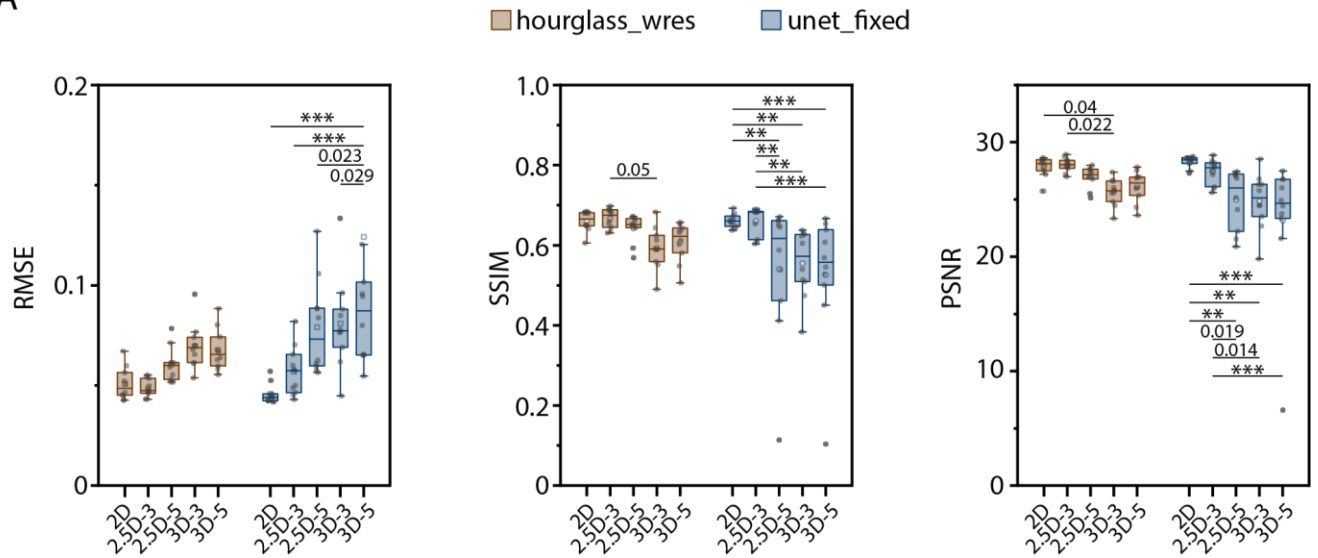 A
hourglass_wres unet_fixed
RMSE
0.2
0.1
0
***
***
0.023
0.029
2D
2.5D-3
2.5D-5
3D-3
3D-5
2D
2.5D-3
2.5D-5
3D-3
3D-5
SSIM
1.0
0.8
0.6
0.4
0.2
0
0.05
***
**
**
**
**
***
2D
2.5D-3
2.5D-5
3D-3
3D-5
2D
2.5D-3
2.5D-5
3D-3
3D-5
PSNR
30
20
10
0
0.04
0.022
***
**
**
0.019
0.014
***
2D
2.5D-3
2.5D-5
3D-3
3D-5
2D
2.5D-3
2.5D-5
3D-3
3D-5